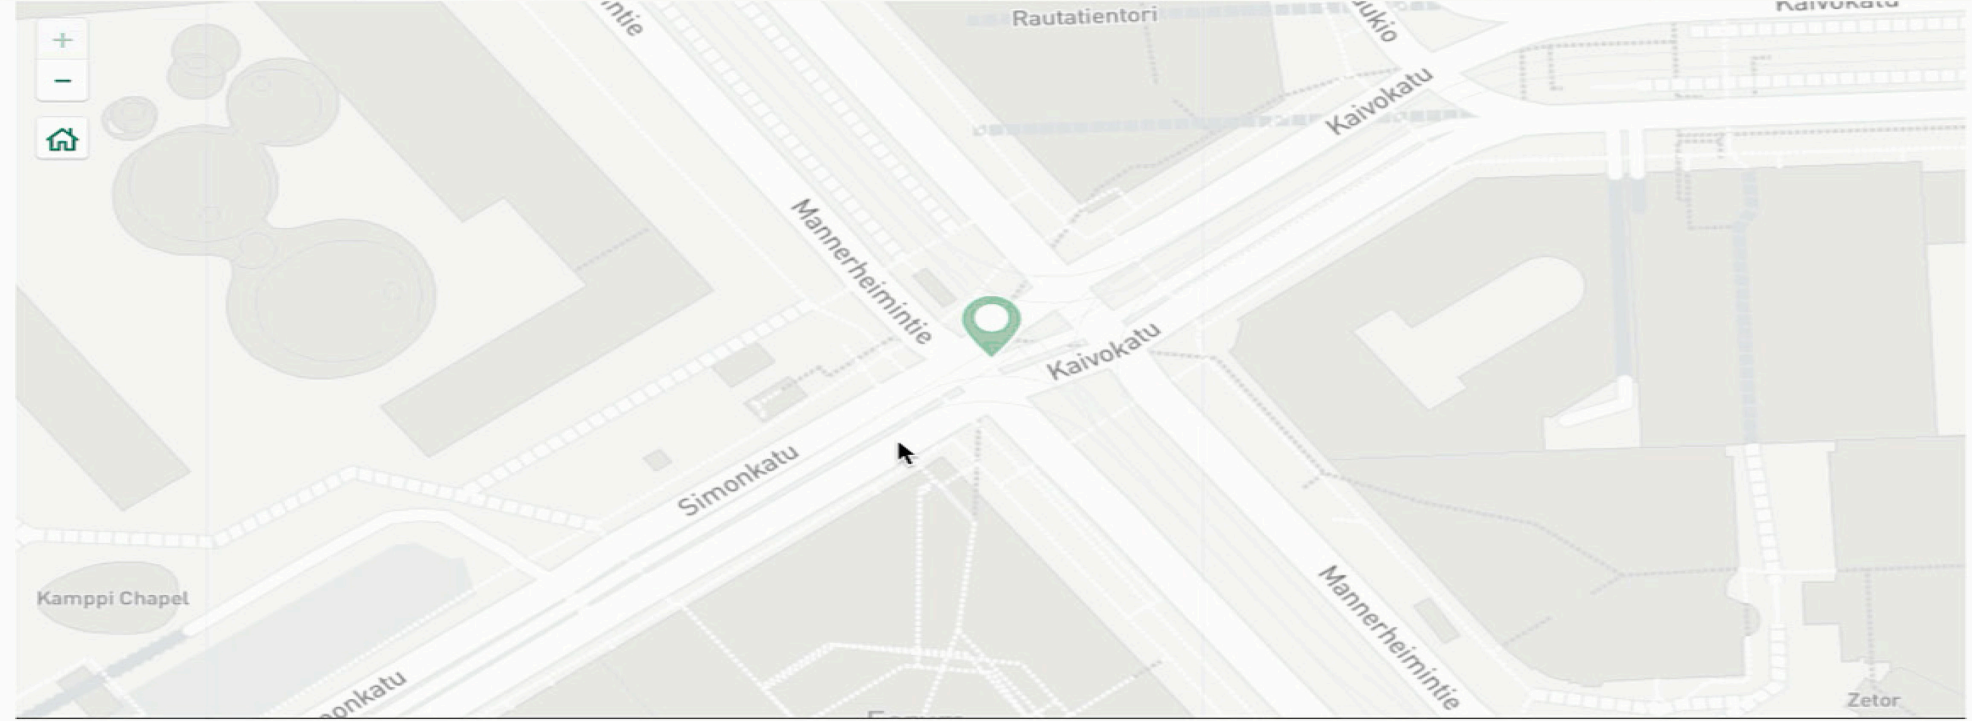 Rautatientori
Kaivokatu
Kaivokatu
Mannerheimintie
Kaivokatu
Simonkatu
Mannerheimintie
Kamppi Chapel
Zetor